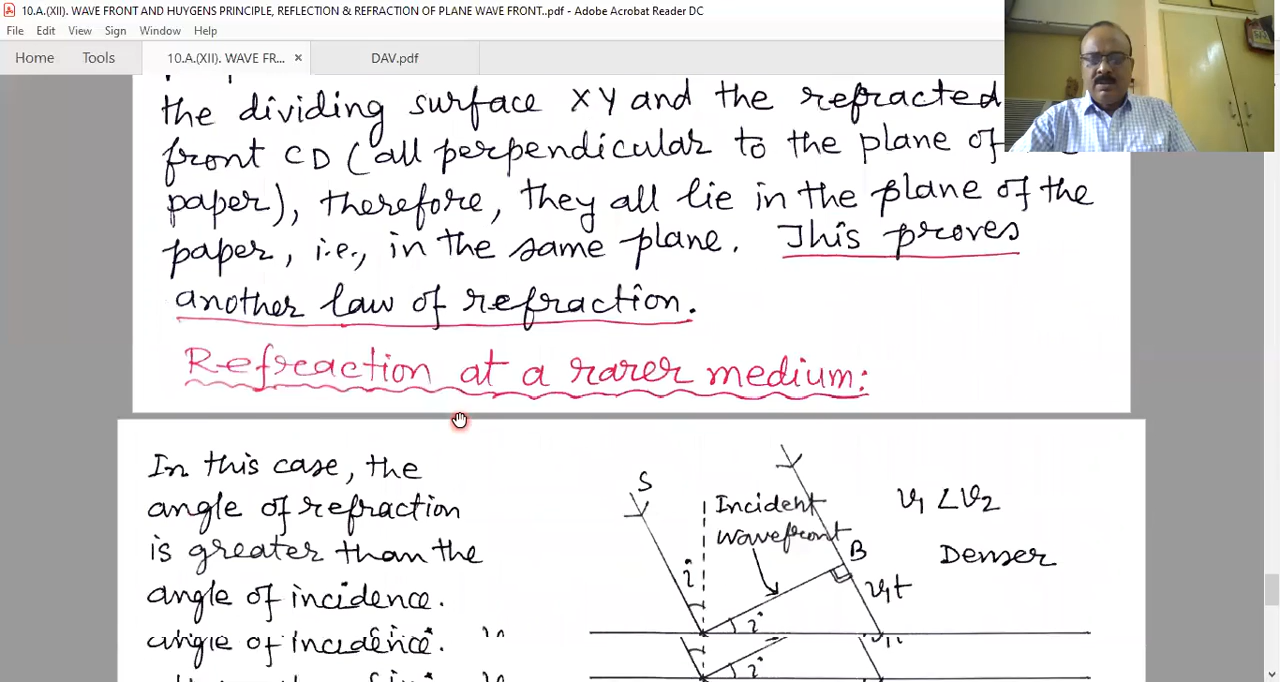 10.A.(XII). WAVE FRONT AND HUYGENS PRINCIPLE, REFLECTION & REFRACTION OF PLANE WAVE FRONT..pdf - Adobe Acrobat Reader DC
File Edit View Sign Window Help
Home Tools 10.A.(XII). WAVE FR... × DAV.pdf
the dividing surface XY and the refracted
front CD (all perpendicular to the plane of
paper), therefore, they all lie in the plane of the
paper, i.e., in the same plane. This proves
another law of refraction.
Refraction at a rarer medium:
In this case, the
angle of refraction
is greater than the
angle of incidence.
angle of incidence.
S
Incident
wavefront
i
B
v₁t
i
i
v₁ < v₂
Denser